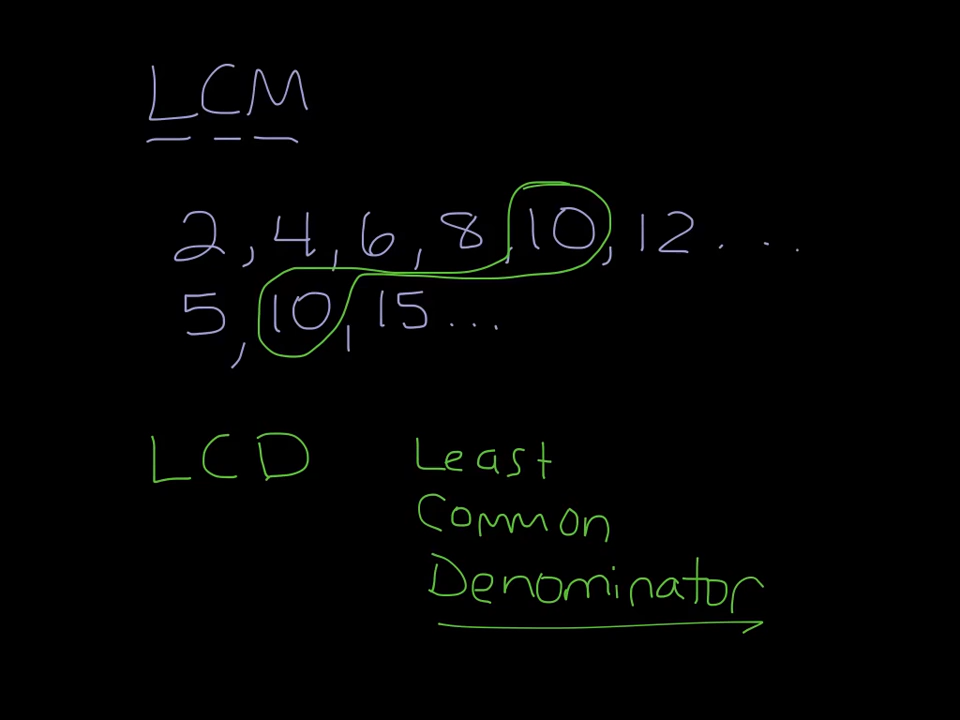 LCM
2, 4, 6, 8, 10, 12....
5, 10, 15...
LCD Least
Common
Denominator